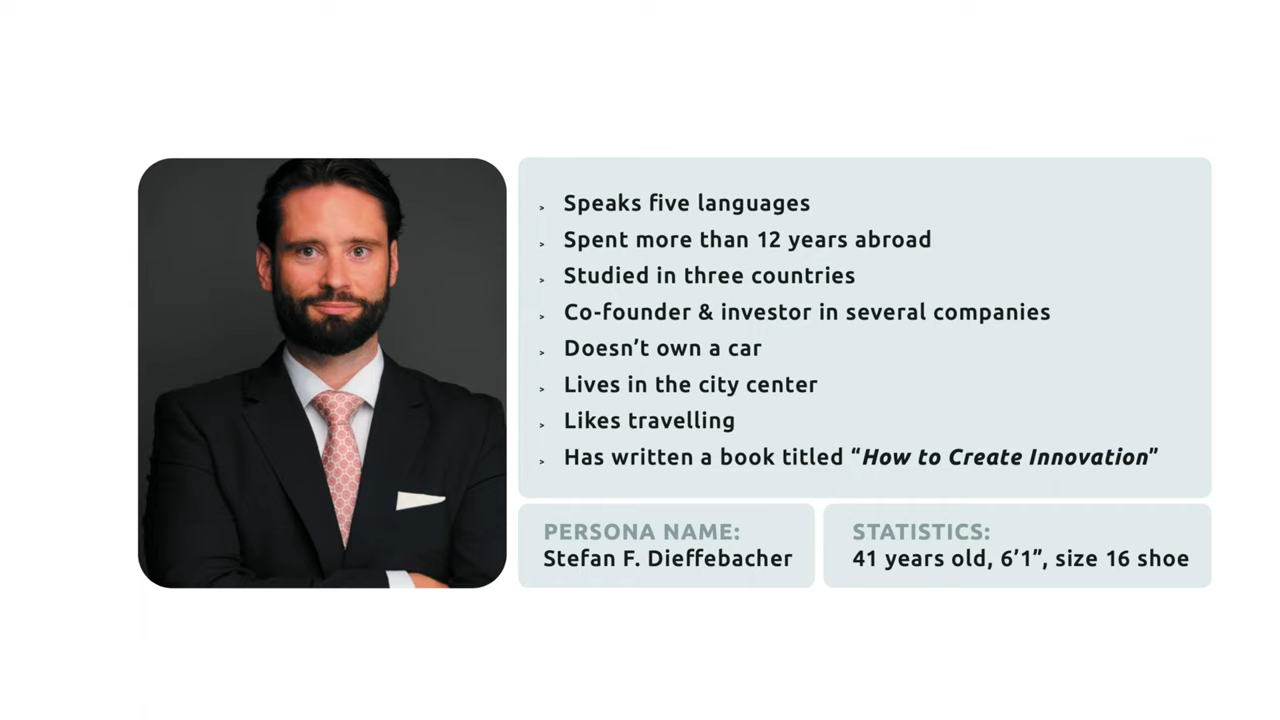 > Speaks five languages
> Spent more than 12 years abroad
> Studied in three countries
> Co-founder & investor in several companies
> Doesn’t own a car
> Lives in the city center
> Likes travelling
> Has written a book titled “How to Create Innovation”
PERSONA NAME:
Stefan F. Dieffebacher
STATISTICS:
41 years old, 6’1”, size 16 shoe